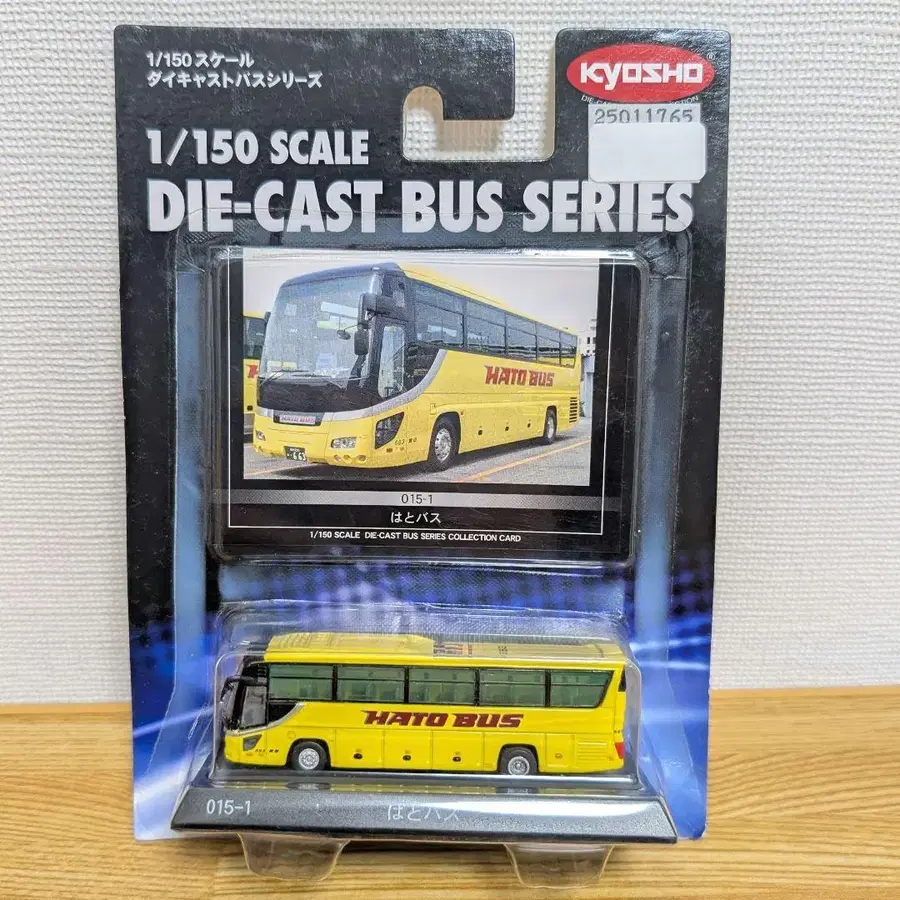 1/150スケール
ダイキャストバスシリーズ
KYOSHO
25011765
1/150 SCALE
DIE-CAST BUS SERIES
HATO BUS
663
015-1
はとバス
1/150 SCALE DIE-CAST BUS SERIES COLLECTION CARD
HATO BUS
015-1
はとバス